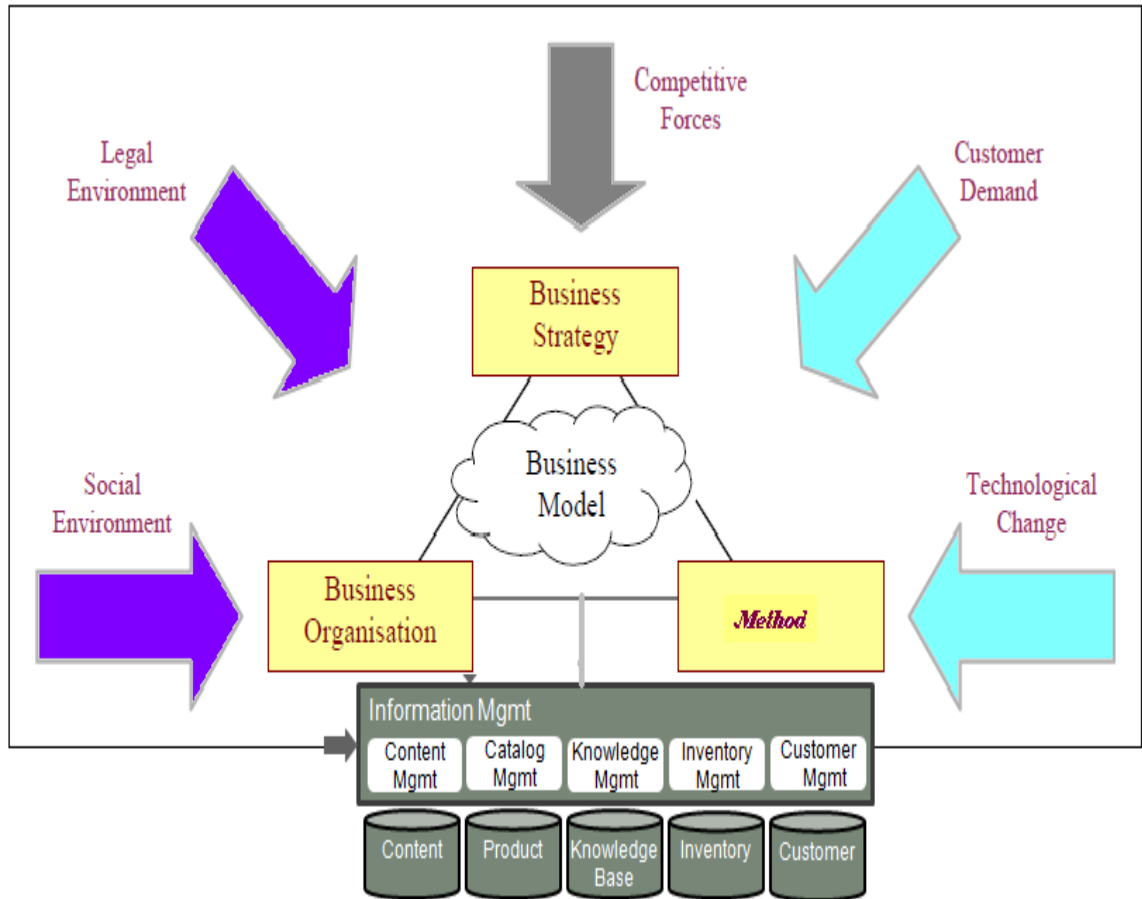 Competitive
Forces
Legal
Environment
Customer
Demand
Business
Strategy
Business
Model
Social
Environment
Technological
Change
Business
Organisation
Method
Information Mgmt
Content
Mgmt
Catalog
Mgmt
Knowledge
Mgmt
Inventory
Mgmt
Customer
Mgmt
Content
Product
Knowledge
Base
Inventory
Customer